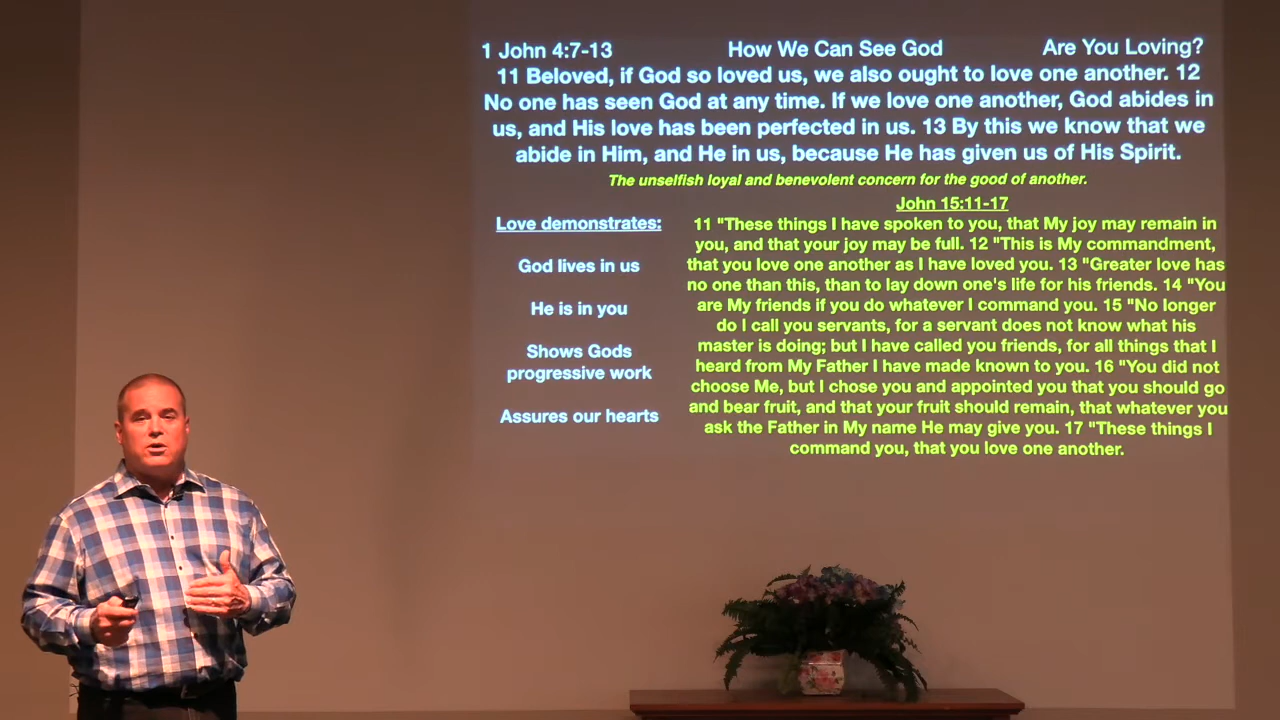 1 John 4:7-13 How We Can See God Are You Loving?
11 Beloved, if God so loved us, we also ought to love one another. 12
No one has seen God at any time. If we love one another, God abides in
us, and His love has been perfected in us. 13 By this we know that we
abide in Him, and He in us, because He has given us of His Spirit.
The unselfish loyal and benevolent concern for the good of another.
Love demonstrates:
God lives in us
He is in you
Shows Gods
progressive work
Assures our hearts
John 15:11-17
11 "These things I have spoken to you, that My joy may remain in
you, and that your joy may be full. 12 "This is My commandment,
that you love one another as I have loved you. 13 "Greater love has
no one than this, than to lay down one's life for his friends. 14 "You
are My friends if you do whatever I command you. 15 "No longer
do I call you servants, for a servant does not know what his
master is doing; but I have called you friends, for all things that I
heard from My Father I have made known to you. 16 "You did not
choose Me, but I chose you and appointed you that you should go
and bear fruit, and that your fruit should remain, that whatever you
ask the Father in My name He may give you. 17 "These things I
command you, that you love one another.